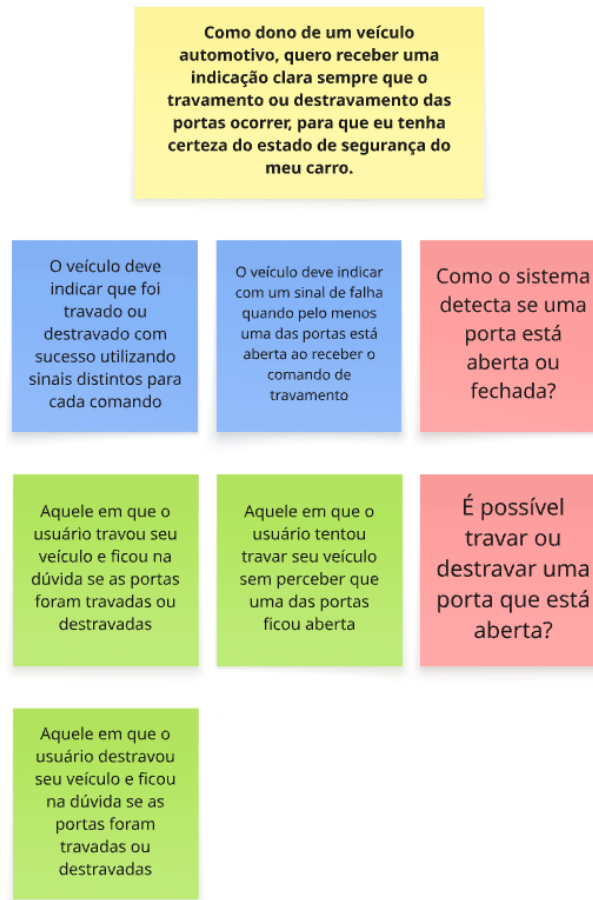 Como dono de um veículo
automotivo, quero receber uma
indicação clara sempre que o
travamento ou destravamento das
portas ocorrer, para que eu tenha
certeza do estado de segurança do
meu carro.
O veículo deve
indicar que foi
travado ou
destravado com
sucesso utilizando
sinais distintos para
cada comando
O veículo deve indicar
com um sinal de falha
quando pelo menos
uma das portas está
aberta ao receber o
comando de
travamento
Como o sistema
detecta se uma
porta está
aberta ou
fechada?
Aquele em que o
usuário travou seu
veículo e ficou na
dúvida se as portas
foram travadas ou
destravadas
Aquele em que o
usuário tentou
travar seu veículo
sem perceber que
uma das portas
ficou aberta
É possível
travar ou
destravar uma
porta que está
aberta?
Aquele em que o
usuário destravou
seu veículo e ficou
na dúvida se as
portas foram
travadas ou
destravadas